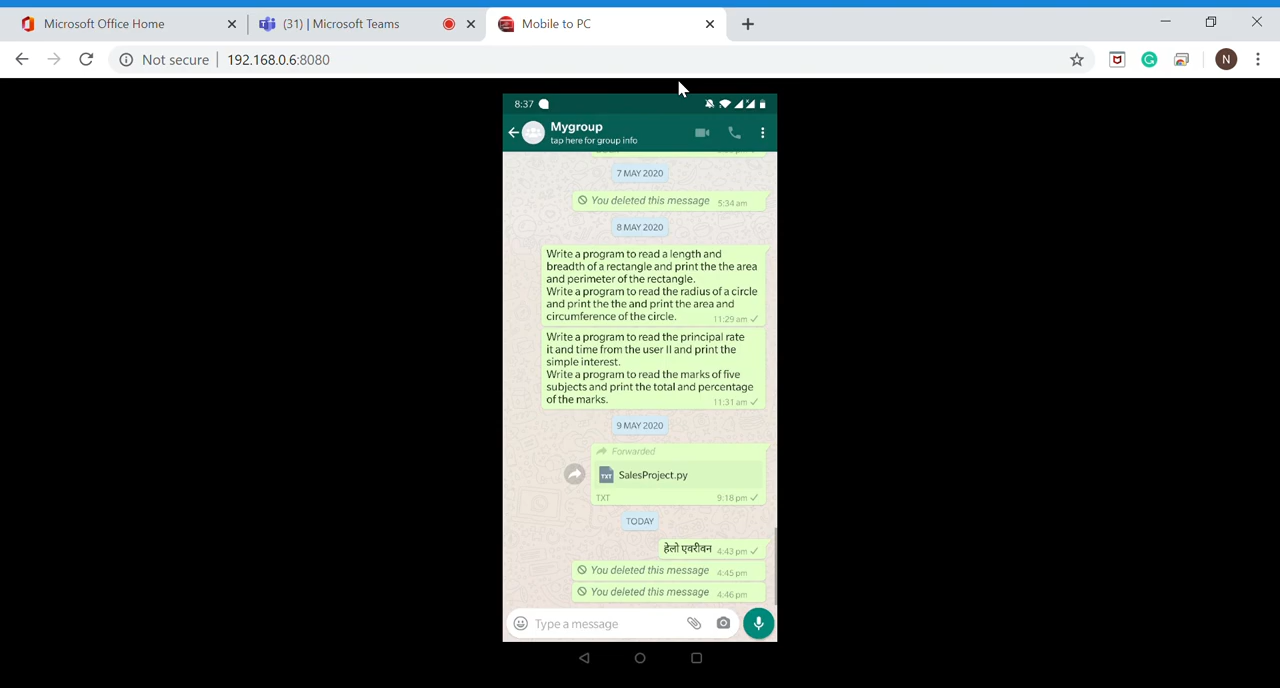 Microsoft Office Home
(31) | Microsoft Teams
Mobile to PC
Not secure
192.168.0.6:8080
N
8:37
Mygroup
tap here for group info
7 MAY 2020
You deleted this message 5:34 am
8 MAY 2020
Write a program to read a length and
breadth of a rectangle and print the the area
and perimeter of the rectangle.
Write a program to read the radius of a circle
and print the the and print the area and
circumference of the circle. 11:29 am
Write a program to read the principal rate
it and time from the user II and print the
simple interest.
Write a program to read the marks of five
subjects and print the total and percentage
of the marks. 11:31 am
9 MAY 2020
Forwarded
TXT SalesProject.py
TXT 9:18 pm
TODAY
हेलो एवरीवन 4:43 pm
You deleted this message 4:45 pm
You deleted this message 4:46 pm
Type a message